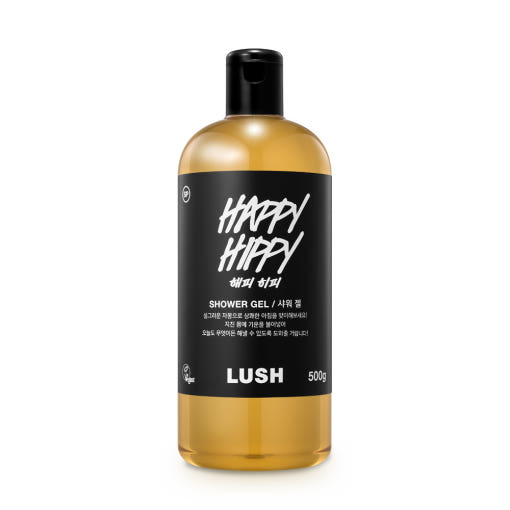 SP
HAPPY
HIPPY
해피 히피
SHOWER GEL / 샤워 젤
싱그러운 자몽으로 상쾌한 아침을 맞이해보세요!
지친 몸에 기운을 불어넣어
오늘도 무엇이든 해낼 수 있도록 도와줄 거랍니다!
Vegan
LUSH
500g